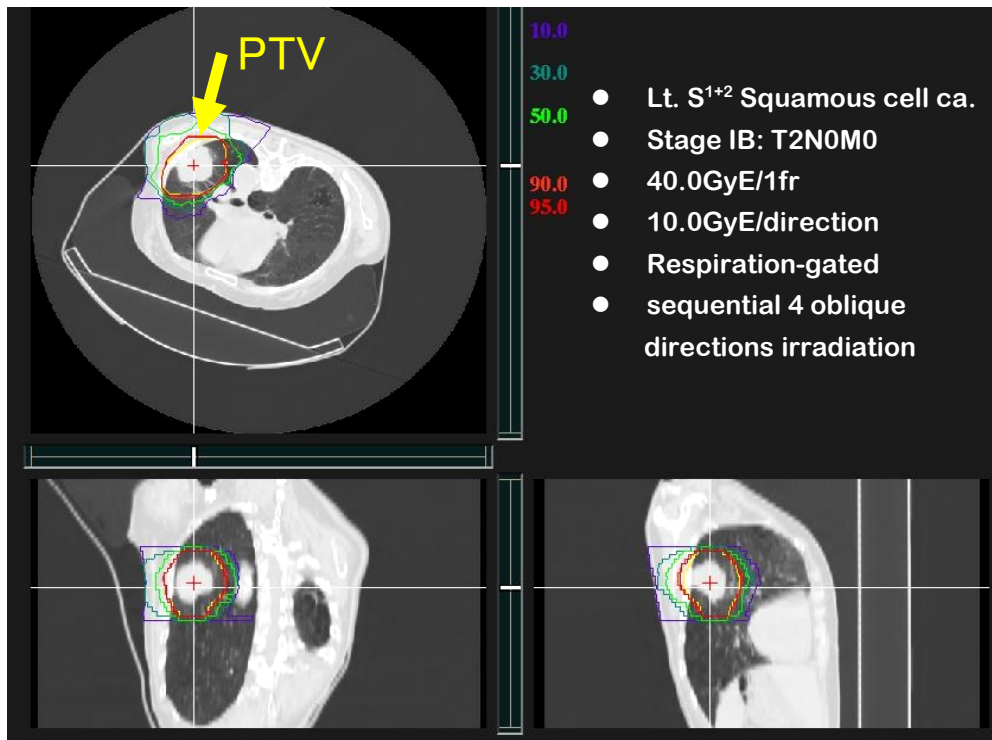 PTV
10.0
30.0
50.0
90.0
95.0
● Lt. S¹⁺² Squamous cell ca.
● Stage IB: T2N0M0
● 40.0GyE/1fr
● 10.0GyE/direction
● Respiration-gated
● sequential 4 oblique
directions irradiation